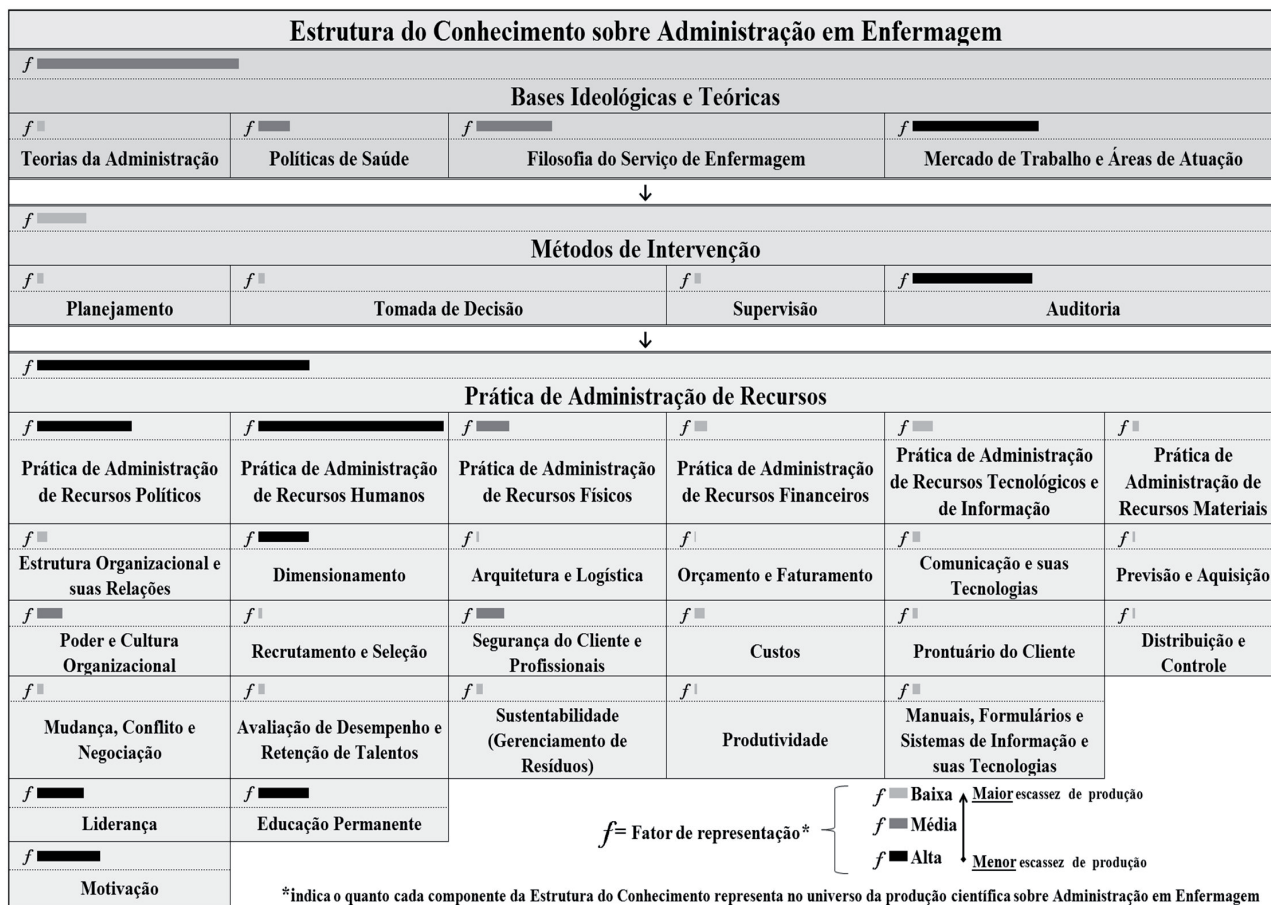 Estrutura do Conhecimento sobre Administração em Enfermagem
f
Bases Ideológicas e Teóricas
f
f
f
f
Teorias da Administração
Políticas de Saúde
Filosofia do Serviço de Enfermagem
Mercado de Trabalho e Áreas de Atuação
↓
f
Métodos de Intervenção
f
f
f
f
Planejamento
Tomada de Decisão
Supervisão
Auditoria
↓
f
Prática de Administração de Recursos
f
f
f
f
f
f
Prática de Administração
de Recursos Políticos
Prática de Administração
de Recursos Humanos
Prática de Administração
de Recursos Físicos
Prática de Administração
de Recursos Financeiros
Prática de Administração
de Recursos Tecnológicos e
de Informação
Prática de
Administração de
Recursos Materiais
f
f
f
f
f
f
Estrutura Organizacional e
suas Relações
Dimensionamento
Arquitetura e Logística
Orçamento e Faturamento
Comunicação e suas
Tecnologias
Previsão e Aquisição
f
f
f
f
f
f
Poder e Cultura
Organizacional
Recrutamento e Seleção
Segurança do Cliente e
Profissionais
Custos
Prontuário do Cliente
Distribuição e
Controle
f
f
f
f
f
Mudança, Conflito e
Negociação
Avaliação de Desempenho e
Retenção de Talentos
Sustentabilidade
(Gerenciamento de
Resíduos)
Produtividade
Manuais, Formulários e
Sistemas de Informação e
suas Tecnologias
f
f
Liderança
Educação Permanente
f
Motivação
f= Fator de representação*
f Baixa
Maior escassez de produção
f Média
f Alta
Menor escassez de produção
*indica o quanto cada componente da Estrutura do Conhecimento representa no universo da produção científica sobre Administração em Enfermagem